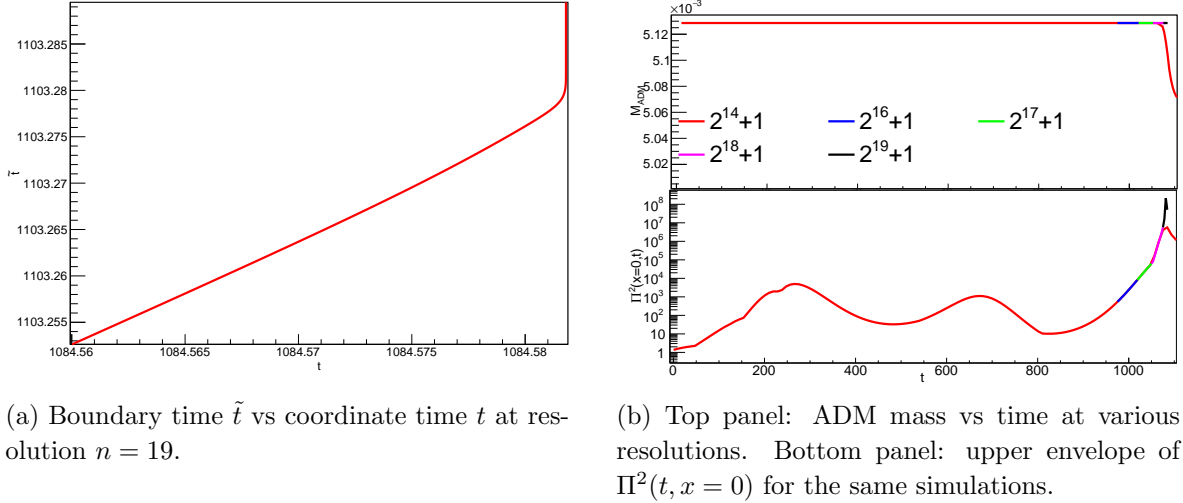 1103.285
1103.28
1103.275
1103.27
1103.265
1103.26
1103.255
t̃
1084.56 1084.565 1084.57 1084.575 1084.58
t
×10⁻³
5.12
5.1
5.08
5.06
5.04
5.02
M_ADM
2¹⁴+1 2¹⁶+1 2¹⁷+1
2¹⁸+1 2¹⁹+1
10⁸
10⁷
10⁶
10⁵
10⁴
10³
10²
10
1
Π²(x=0,t)
0 200 400 600 800 1000
t
(a) Boundary time t̃ vs coordinate time t at res-
olution n = 19.
(b) Top panel: ADM mass vs time at various
resolutions. Bottom panel: upper envelope of
Π²(t, x = 0) for the same simulations.